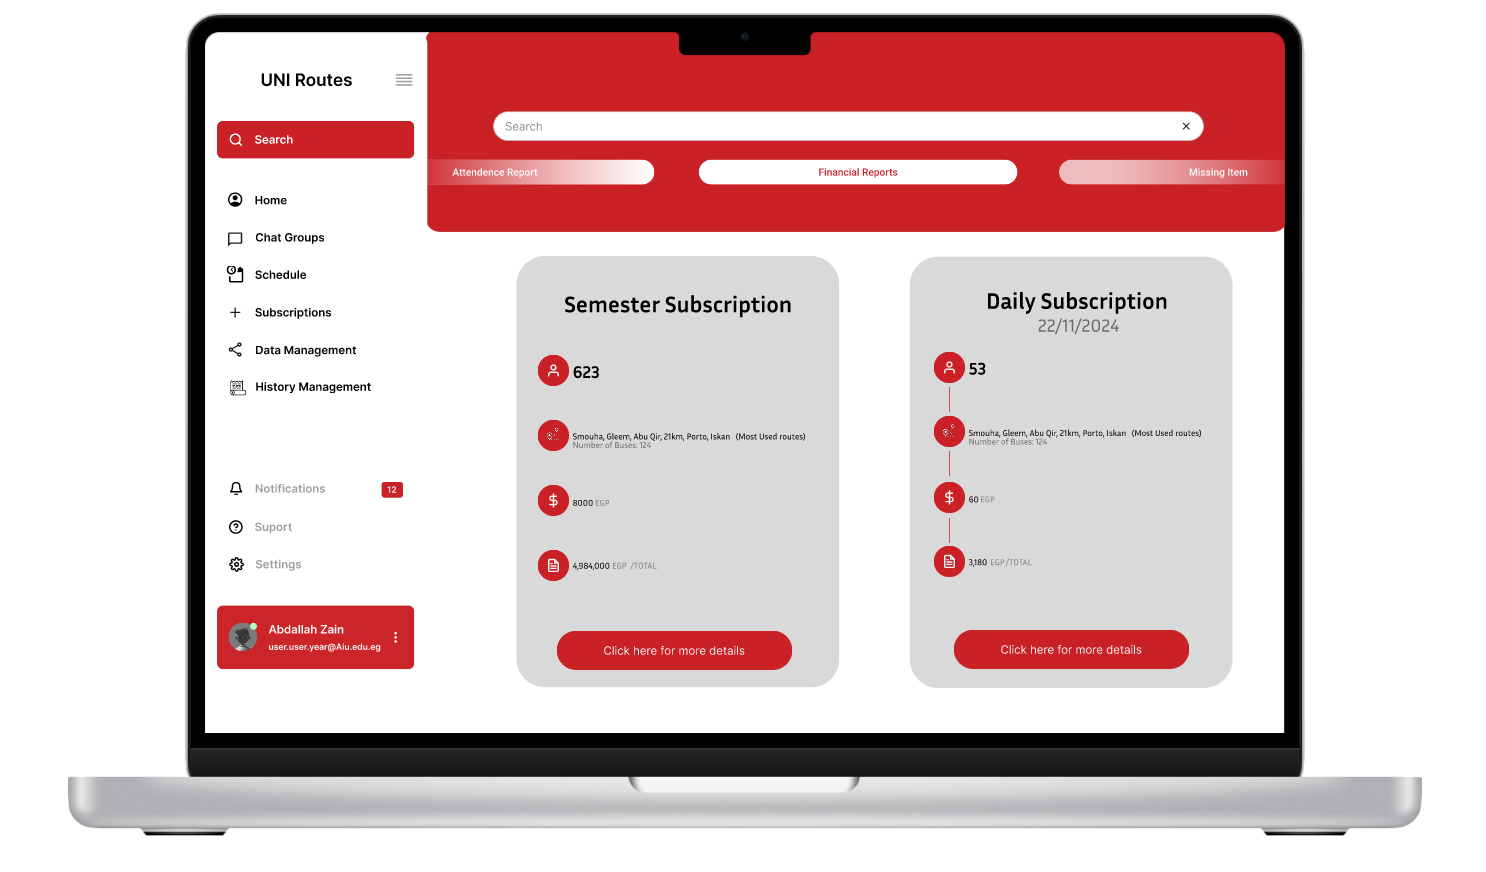 UNI Routes
Search
Home
Chat Groups
Schedule
Subscriptions
Data Management
History Management
Notifications 12
Suport
Settings
Abdallah Zain
user.user.year@Aiu.edu.eg
Search
Attendence Report
Financial Reports
Missing Item
Semester Subscription
623
Smouha, Gleem, Abu Qir, 21km, Porto, Iskan (Most Used routes)
Number of Buses: 124
8000 EGP
4,984,000 EGP /TOTAL
Click here for more details
Daily Subscription
22/11/2024
53
Smouha, Gleem, Abu Qir, 21km, Porto, Iskan (Most Used routes)
Number of Buses: 124
60 EGP
3,180 EGP/TOTAL
Click here for more details